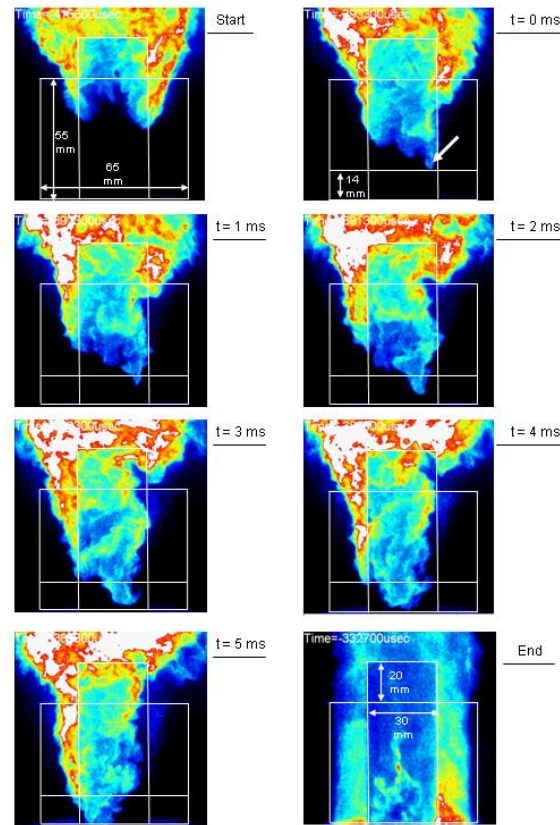 Start
55
mm
65
mm
t = 0 ms
14
mm
t = 1 ms
t = 2 ms
t = 3 ms
t = 4 ms
t = 5 ms
Time=-332700usec
End
20
mm
30
mm